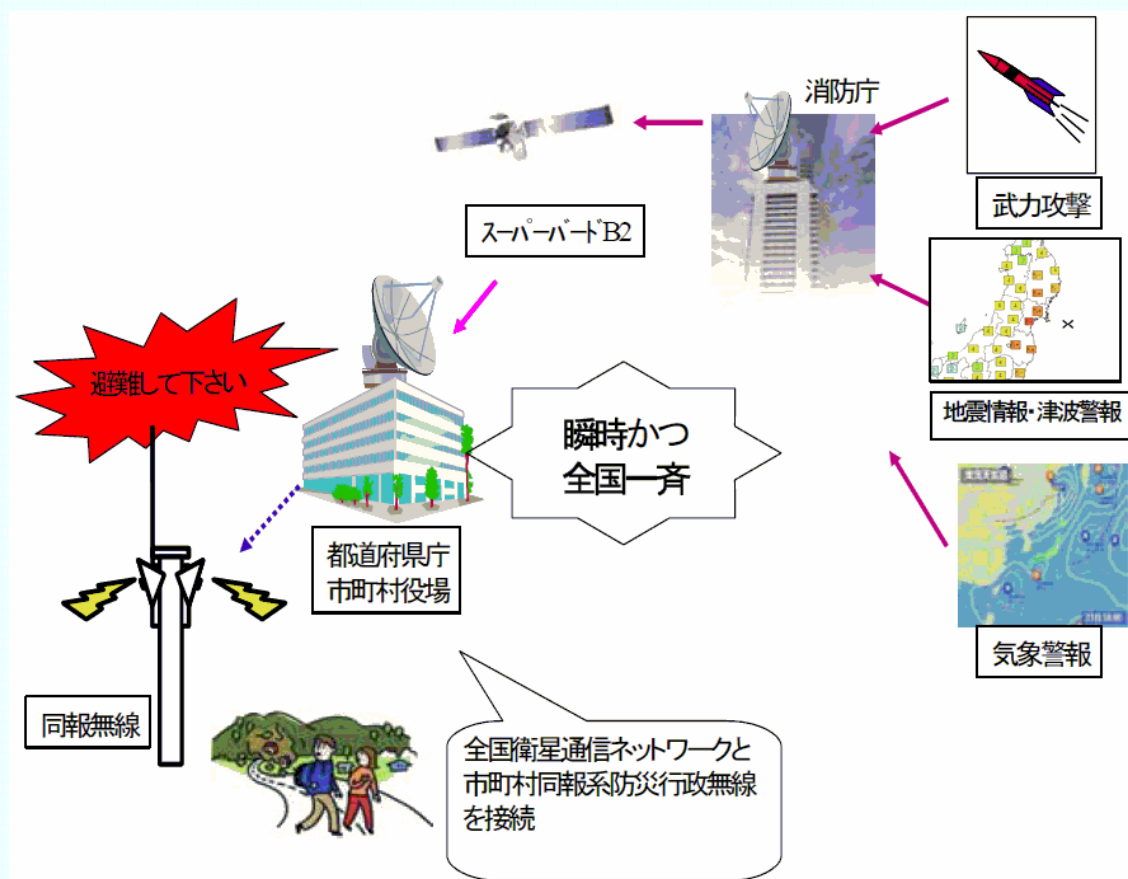 消防庁
武力攻撃
スーパーバードB2
避難して下さい
瞬時かつ
全国一斉
地震情報・津波警報
都道府県庁
市町村役場
気象警報
同報無線
全国衛星通信ネットワークと
市町村同報系防災行政無線
を接続